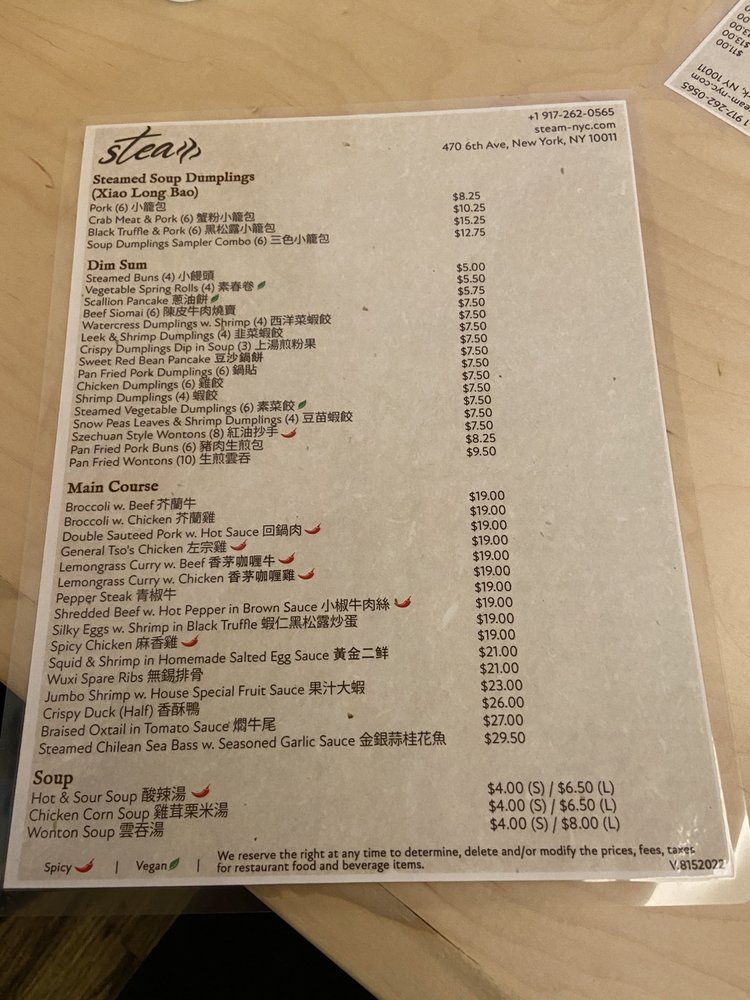 steam
+1 917-262-0565
steam-nyc.com
470 6th Ave, New York, NY 10011
Steamed Soup Dumplings
(Xiao Long Bao)
Pork (6) 小龍包 $8.25
Crab Meat & Pork (6) 蟹粉小龍包 $10.25
Black Truffle & Pork (6) 黑松露小龍包 $15.25
Soup Dumplings Sampler Combo (6) 三色小龍包 $12.75
Dim Sum
Steamed Buns (4) 小饅頭 $5.00
Vegetable Spring Rolls (4) 素春卷 $5.50
Scallion Pancake 蔥油餅 $5.75
Beef Siomai (6) 陳皮牛肉燒賣 $7.50
Watercress Dumplings w. Shrimp (4) 西洋菜蝦餃 $7.50
Leek & Shrimp Dumplings (4) 韭菜蝦餃 $7.50
Crispy Dumplings Dip in Soup (3) 上湯煎粉果 $7.50
Sweet Red Bean Pancake 豆沙鍋餅 $7.50
Pan Fried Pork Dumplings (6) 鍋貼 $7.50
Chicken Dumplings (6) 雞餃 $7.50
Shrimp Dumplings (4) 蝦餃 $7.50
Steamed Vegetable Dumplings (6) 素菜餃 $7.50
Snow Peas Leaves & Shrimp Dumplings (4) 豆苗蝦餃 $7.50
Szechuan Style Wontons (8) 紅油抄手 $7.50
Pan Fried Pork Buns (6) 豬肉生煎包 $8.25
Pan Fried Wontons (10) 生煎雲吞 $9.50
Main Course
Broccoli w. Beef 芥蘭牛 $19.00
Broccoli w. Chicken 芥蘭雞 $19.00
Double Sauteed Pork w. Hot Sauce 回鍋肉 $19.00
General Tso's Chicken 左宗雞 $19.00
Lemongrass Curry w. Beef 香茅咖喱牛 $19.00
Lemongrass Curry w. Chicken 香茅咖喱雞 $19.00
Pepper Steak 青椒牛 $19.00
Shredded Beef w. Hot Pepper in Brown Sauce 小椒牛肉絲 $19.00
Silky Eggs w. Shrimp in Black Truffle 蝦仁黑松露炒蛋 $19.00
Spicy Chicken 麻香雞 $19.00
Squid & Shrimp in Homemade Salted Egg Sauce 黃金二鮮 $21.00
Wuxi Spare Ribs 無錫排骨 $21.00
Jumbo Shrimp w. House Special Fruit Sauce 果汁大蝦 $23.00
Crispy Duck (Half) 香酥鴨 $26.00
Braised Oxtail in Tomato Sauce 燜牛尾 $27.00
Steamed Chilean Sea Bass w. Seasoned Garlic Sauce 金銀蒜桂花魚 $29.50
Soup
Hot & Sour Soup 酸辣湯 $4.00 (S) / $6.50 (L)
Chicken Corn Soup 雞茸栗米湯 $4.00 (S) / $6.50 (L)
Wonton Soup 雲吞湯 $4.00 (S) / $8.00 (L)
Spicy | Vegan | We reserve the right at any time to determine, delete and/or modify the prices, fees, taxes
for restaurant food and beverage items. V.8152022
1 917-262-0565
eam-nyc.com
rk, NY 10011
$11.00
$13.00